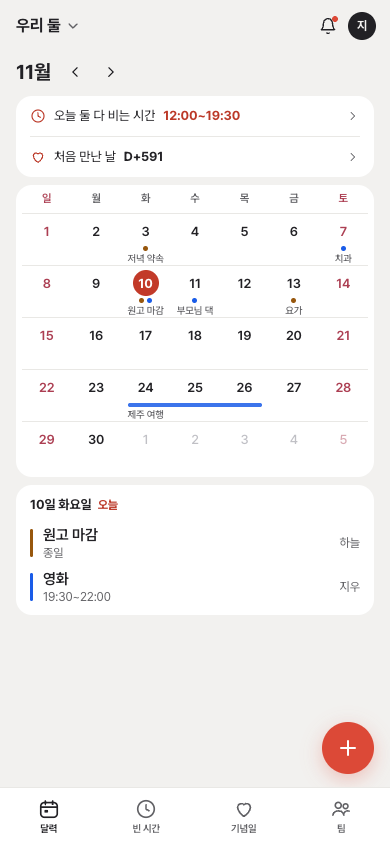 우리 둘
지
11월
오늘 둘 다 비는 시간 12:00~19:30
처음 만난 날 D+591
일 월 화 수 목 금 토
1 2 3 4 5 6 7
저녁 약속 치과
8 9 10 11 12 13 14
원고 마감 부모님 댁 요가
15 16 17 18 19 20 21
22 23 24 25 26 27 28
제주 여행
29 30 1 2 3 4 5
10일 화요일 오늘
원고 마감
종일
하늘
영화
19:30~22:00
지우
달력 빈 시간 기념일 팀